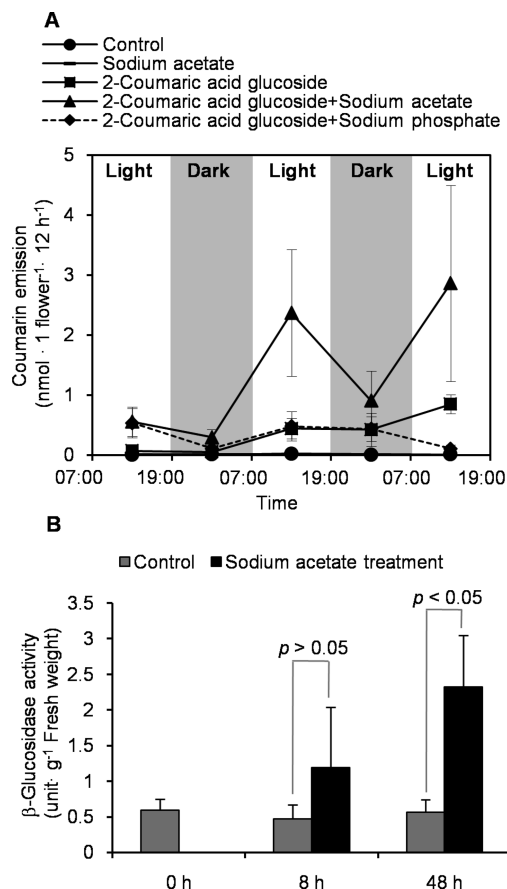 A
Control
Sodium acetate
2-Coumaric acid glucoside
2-Coumaric acid glucoside+Sodium acetate
2-Coumaric acid glucoside+Sodium phosphate
Coumarin emission
(nmol · 1 flower⁻¹· 12 h⁻¹)
5
4
3
2
1
0
Light Dark Light Dark Light
07:00 19:00 07:00 19:00 07:00 19:00
Time
B
Control Sodium acetate treatment
β-Glucosidase activity
(unit· g⁻¹ Fresh weight)
3.5
3
2.5
2
1.5
1
0.5
0
p > 0.05
p < 0.05
0 h 8 h 48 h